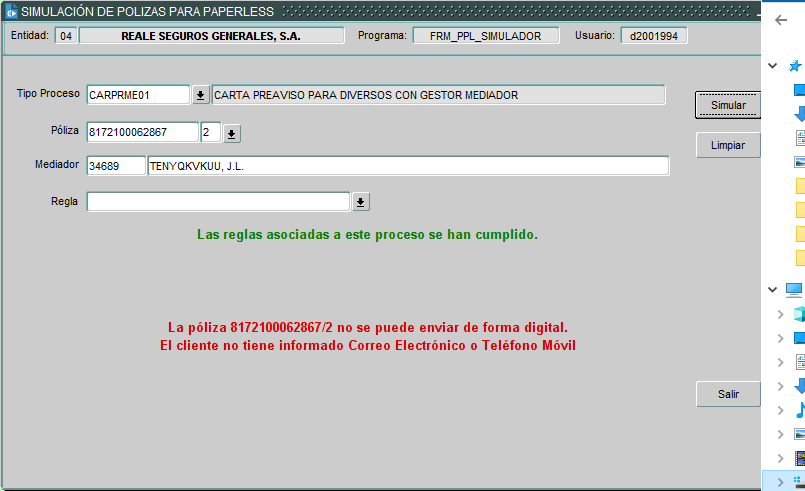 SIMULACIÓN DE POLIZAS PARA PAPERLESS
Entidad: 04 REALE SEGUROS GENERALES, S.A. Programa: FRM_PPL_SIMULADOR Usuario: d2001994
Tipo Proceso CARPRME01 CARTA PREAVISO PARA DIVERSOS CON GESTOR MEDIADOR
Simular
Póliza 8172100062867 2
Limpiar
Mediador 34689 TENYQKVKUU, J.L.
Regla
Las reglas asociadas a este proceso se han cumplido.
La póliza 8172100062867/2 no se puede enviar de forma digital.
El cliente no tiene informado Correo Electrónico o Teléfono Móvil
Salir